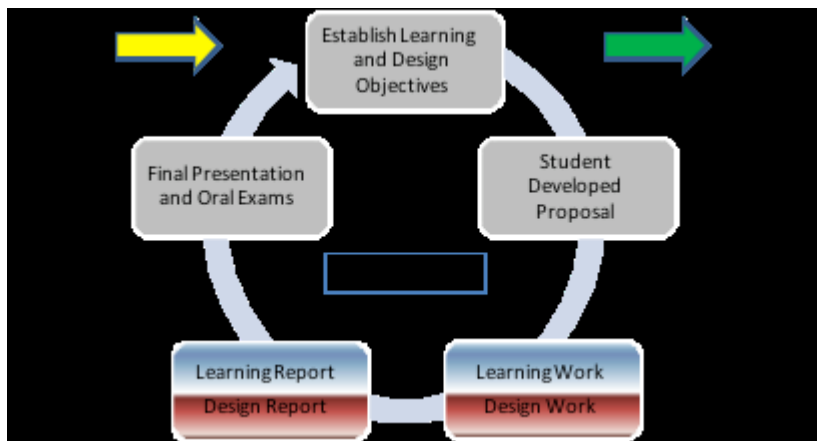 Establish Learning
and Design
Objectives
Final Presentation
and Oral Exams
Student
Developed
Proposal
Learning Report
Design Report
Learning Work
Design Work